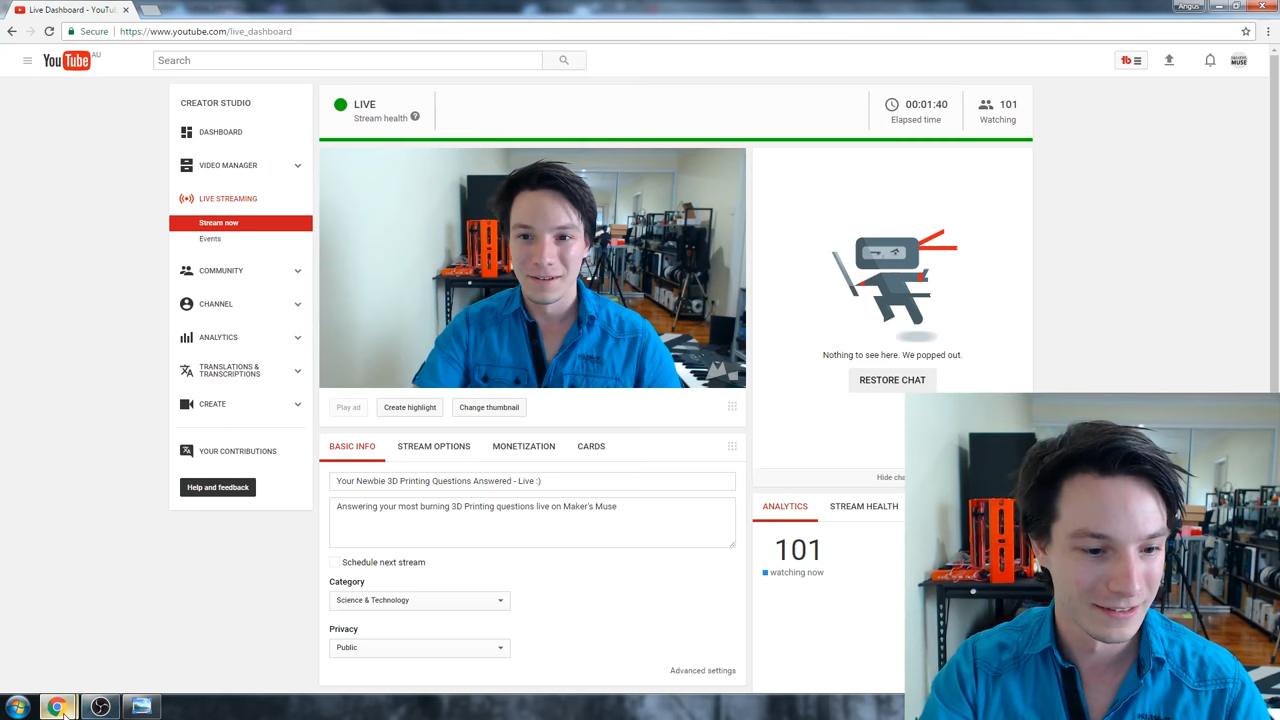 Live Dashboard - YouTu
Angus
Secure
https://www.youtube.com/live_dashboard
YouTube AU
Search
CREATOR STUDIO
DASHBOARD
VIDEO MANAGER
LIVE STREAMING
Stream now
Events
COMMUNITY
CHANNEL
ANALYTICS
TRANSLATIONS &
TRANSCRIPTIONS
CREATE
YOUR CONTRIBUTIONS
Help and feedback
LIVE
Stream health ?
00:01:40
Elapsed time
101
Watching
Nothing to see here. We popped out.
RESTORE CHAT
Hide cha
Play ad
Create highlight
Change thumbnail
BASIC INFO
STREAM OPTIONS
MONETIZATION
CARDS
Your Newbie 3D Printing Questions Answered - Live :)
Answering your most burning 3D Printing questions live on Maker's Muse
Schedule next stream
Category
Science & Technology
Privacy
Public
Advanced settings
ANALYTICS
STREAM HEALTH
101
watching now